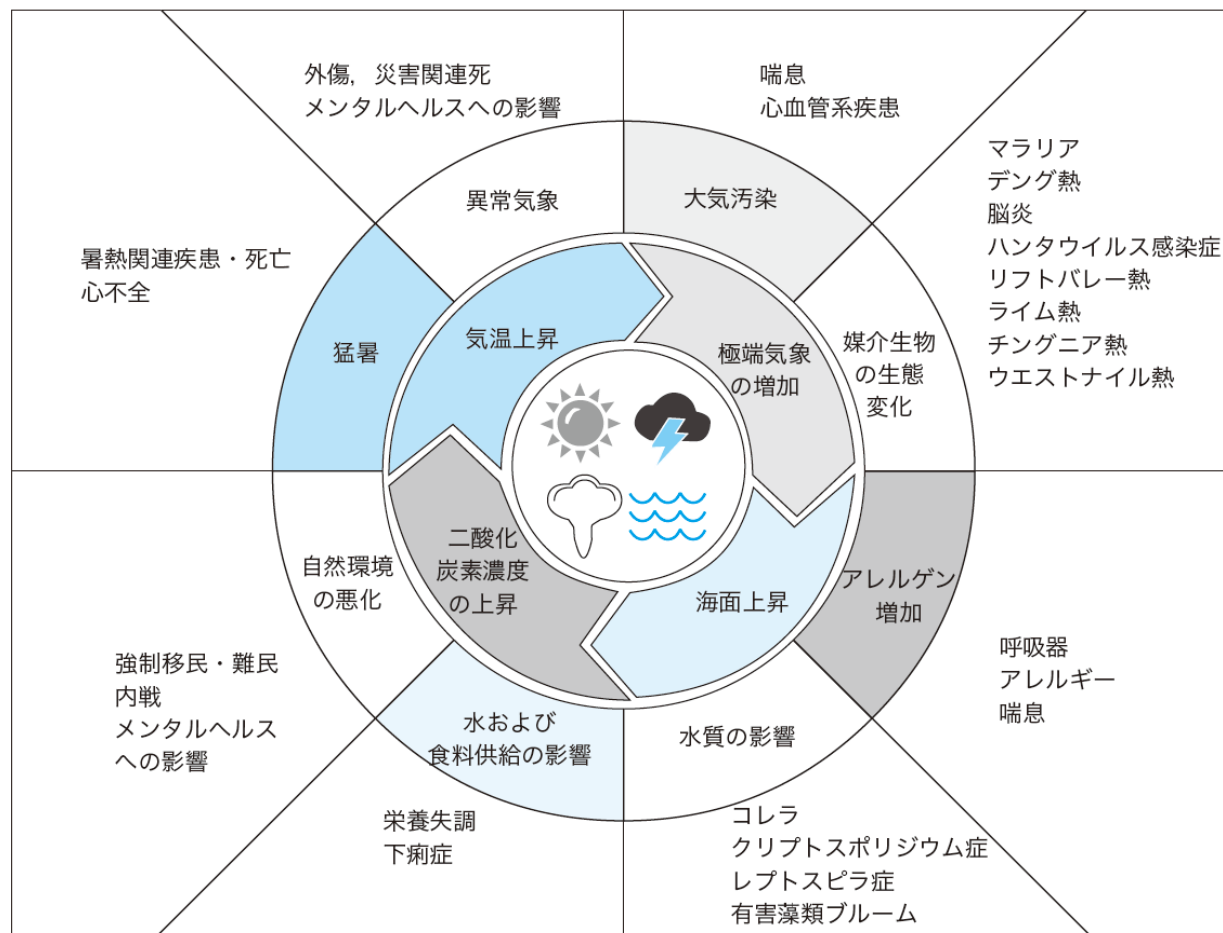 外傷，災害関連死
メンタルヘルスへの影響
異常気象
喘息
心血管系疾患
大気汚染
マラリア
デング熱
脳炎
ハンタウイルス感染症
リフトバレー熱
ライム熱
チングニア熱
ウエストナイル熱
媒介生物
の生態
変化
暑熱関連疾患・死亡
心不全
猛暑
気温上昇
極端気象
の増加
二酸化
炭素濃度
の上昇
海面上昇
アレルゲン
増加
呼吸器
アレルギー
喘息
自然環境
の悪化
強制移民・難民
内戦
メンタルヘルス
への影響
水および
食料供給の影響
栄養失調
下痢症
水質の影響
コレラ
クリプトスポリジウム症
レプトスピラ症
有害藻類ブルーム